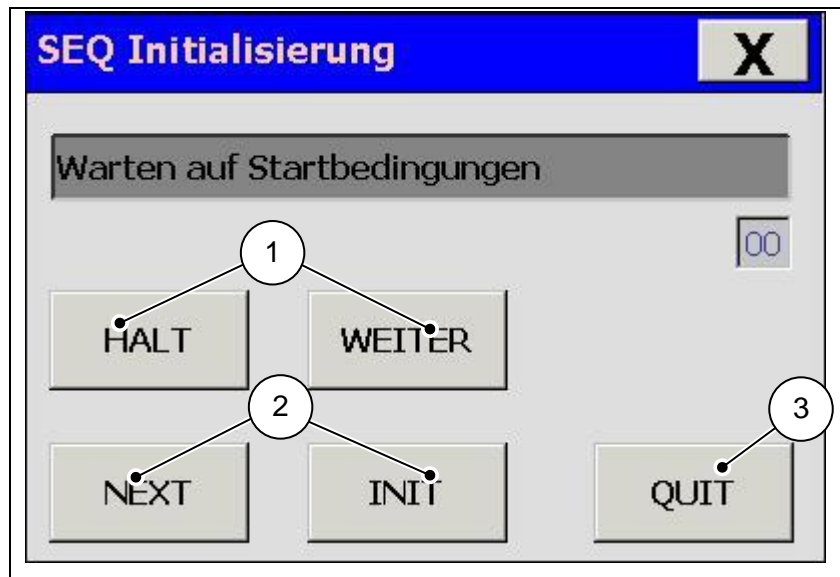 SEQ Initialisierung X
Warten auf Startbedingungen
00
1
HALT WEITER
2 3
NEXT INIT QUIT